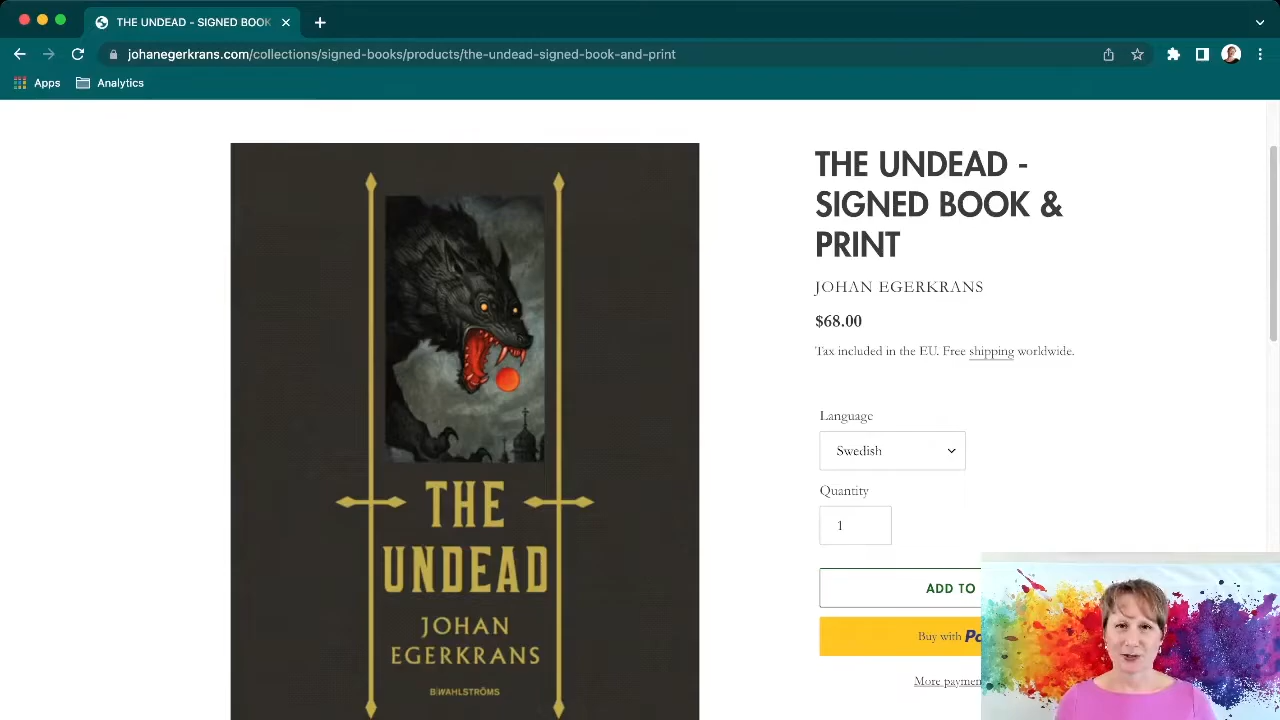 THE UNDEAD - SIGNED BOOK
johanegerkrans.com/collections/signed-books/products/the-undead-signed-book-and-print
Apps
Analytics
THE
UNDEAD
JOHAN
EGERKRANS
B WAHLSTRÖMS
THE UNDEAD -
SIGNED BOOK &
PRINT
JOHAN EGERKRANS
$68.00
Tax included in the EU. Free shipping worldwide.
Language
Swedish
Quantity
1
ADD TO
Buy with
More